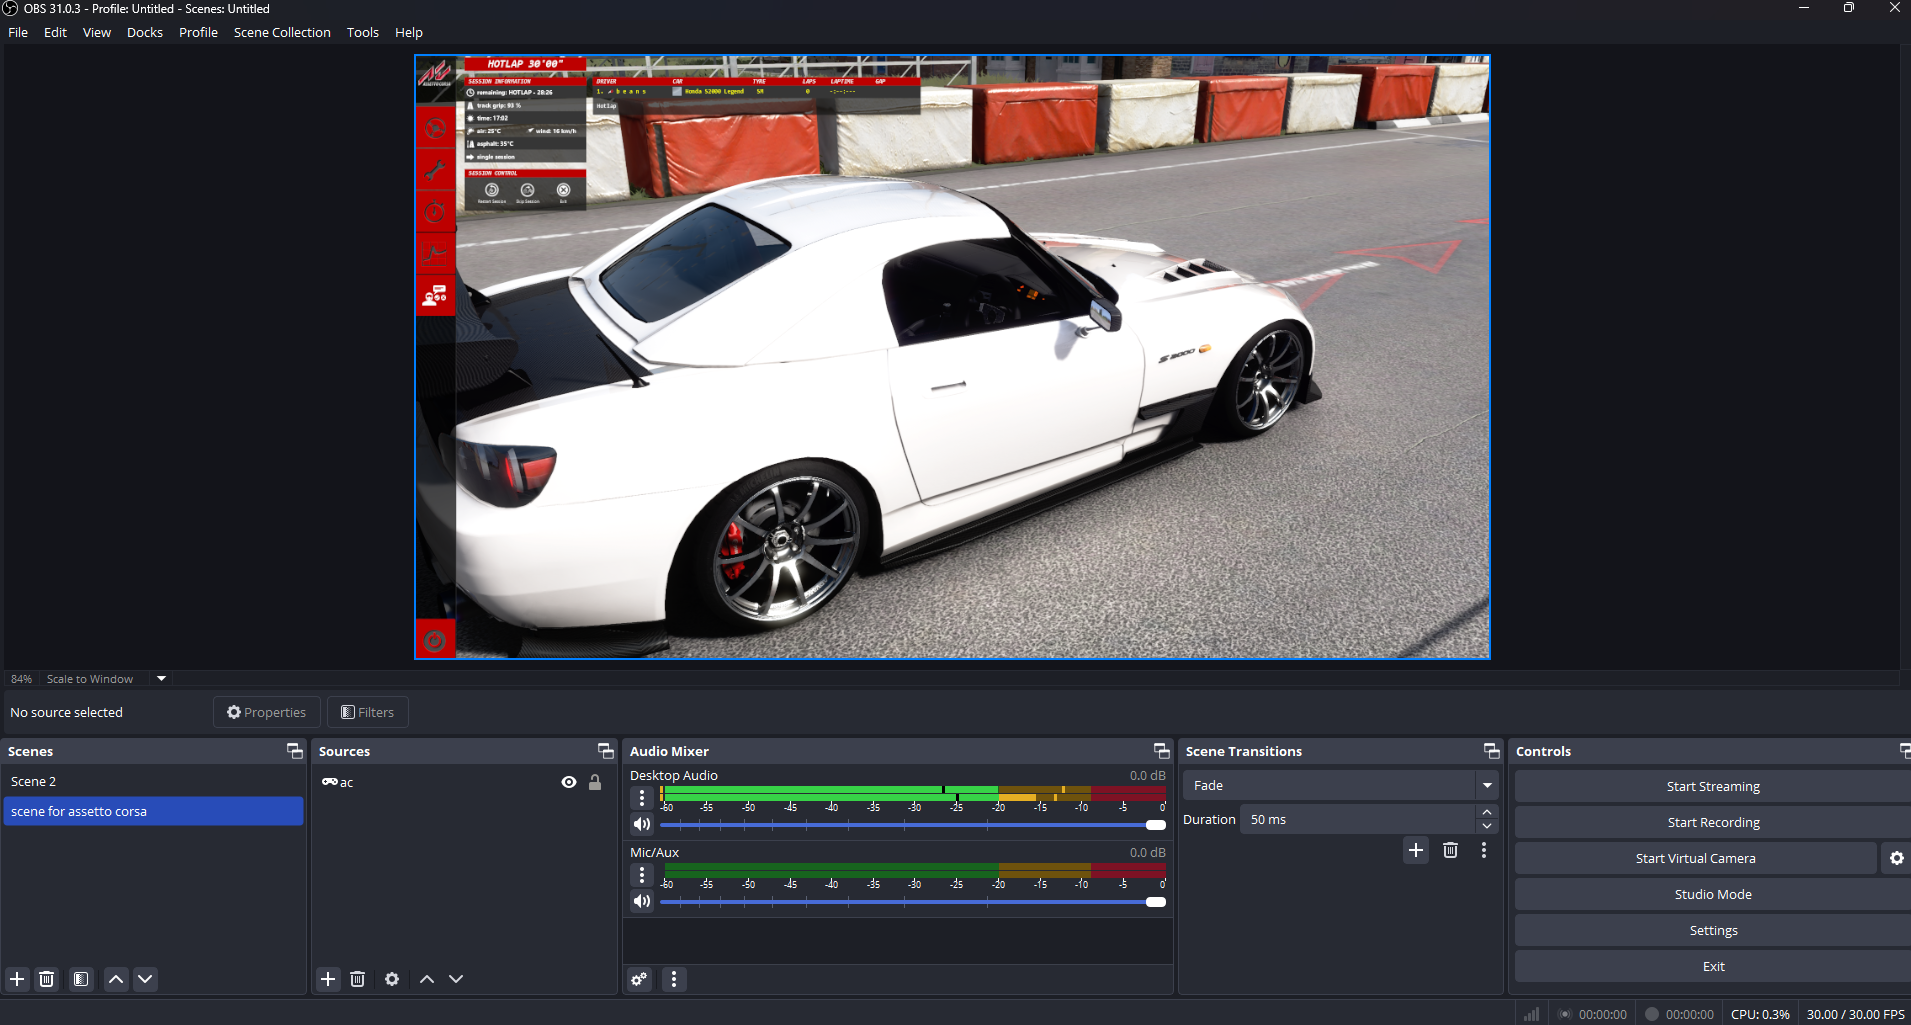 OBS 31.0.3 - Profile: Untitled - Scenes: Untitled
File Edit View Docks Profile Scene Collection Tools Help
HOTLAP 30'00"
SESSION INFORMATION
remaining: HOTLAP - 28:26
track grip: 93 %
time: 17:02
air: 25°C wind: 16 km/h
asphalt: 35°C
single session
SESSION CONTROL
Restart Session Skip Session Exit
DRIVER CAR TYRE LAPS LAPTIME GAP
1. b e a n s Honda S2000 Legend SM 0 -:--:---
Hotlap
S2000
84% Scale to Window
No source selected Properties Filters
Scenes
Scene 2
scene for assetto corsa
Sources
ac
Audio Mixer
Desktop Audio 0.0 dB
-60 -55 -50 -45 -40 -35 -30 -25 -20 -15 -10 -5 0
Mic/Aux 0.0 dB
-60 -55 -50 -45 -40 -35 -30 -25 -20 -15 -10 -5 0
Scene Transitions
Fade
Duration 50 ms
Controls
Start Streaming
Start Recording
Start Virtual Camera
Studio Mode
Settings
Exit
00:00:00 00:00:00 CPU: 0.3% 30.00 / 30.00 FPS